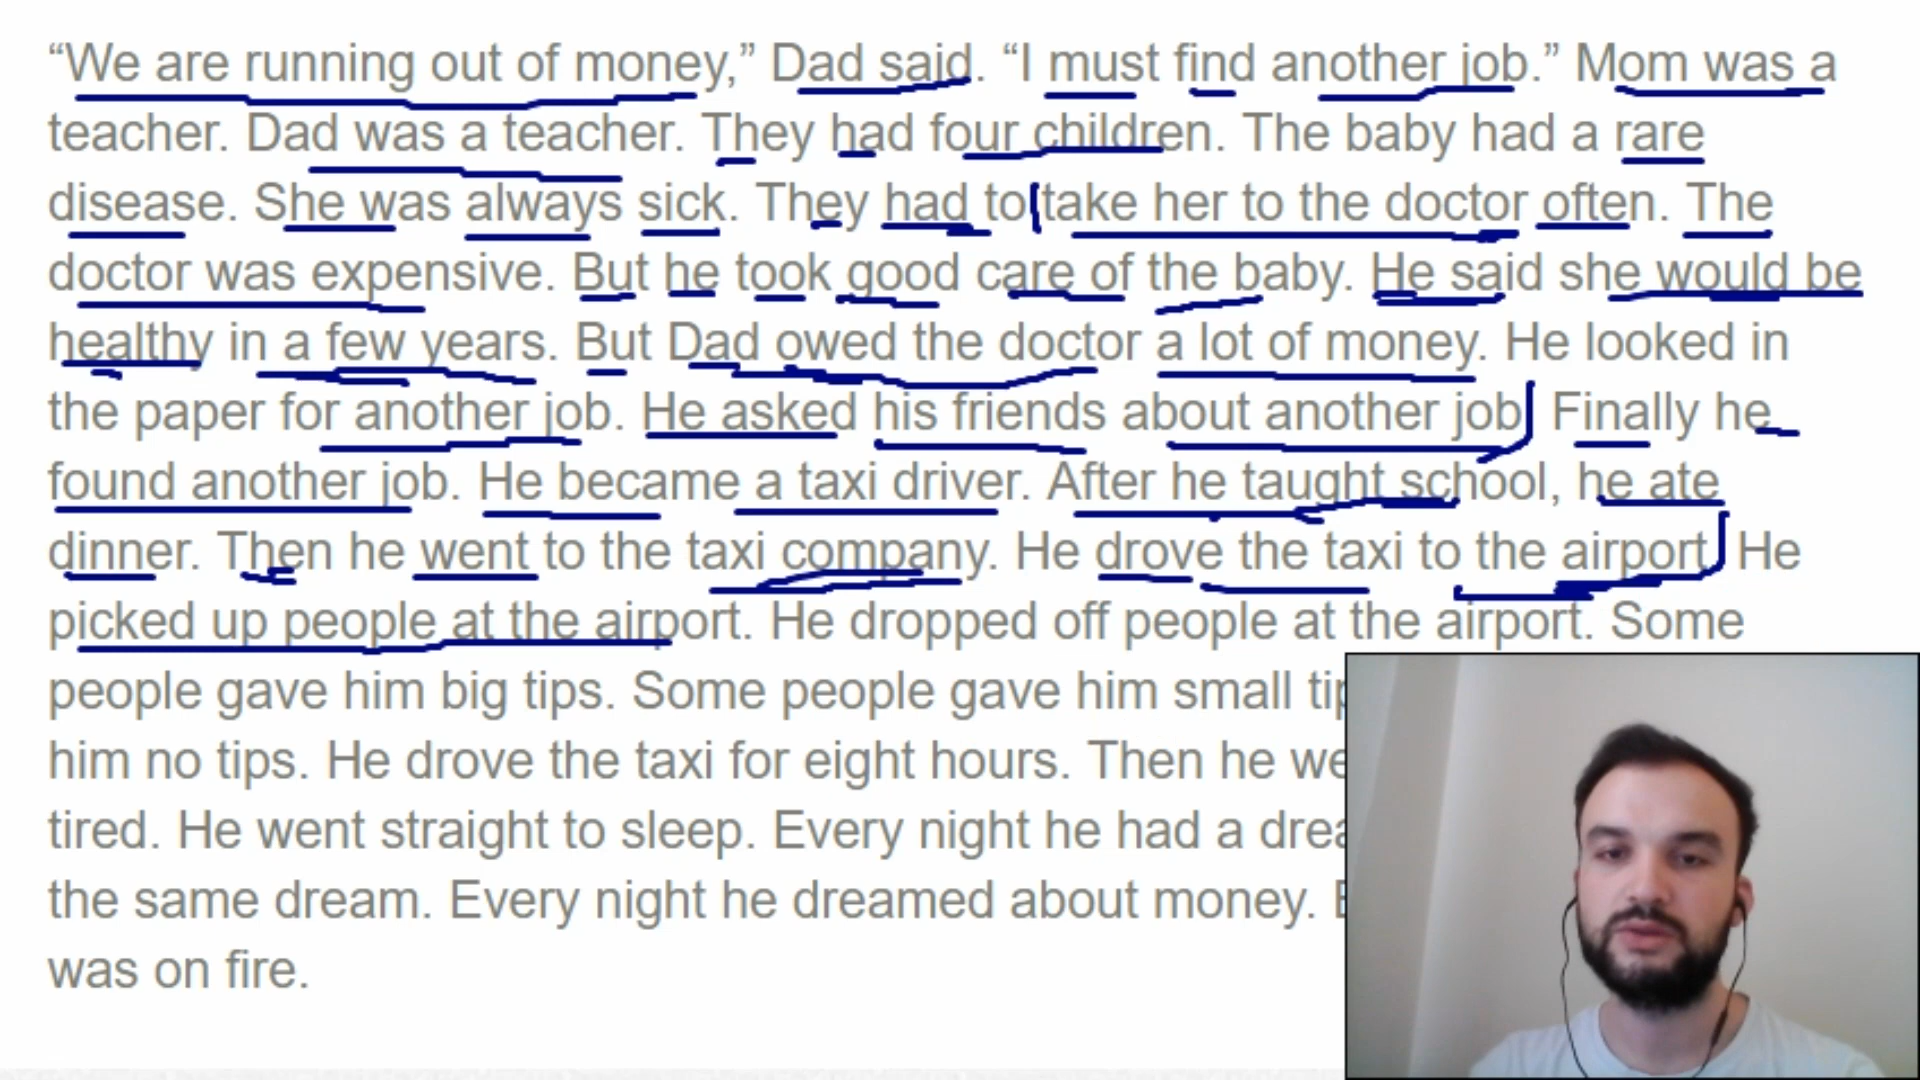 “We are running out of money,” Dad said. “I must find another job.” Mom was a
teacher. Dad was a teacher. They had four children. The baby had a rare
disease. She was always sick. They had to take her to the doctor often. The
doctor was expensive. But he took good care of the baby. He said she would be
healthy in a few years. But Dad owed the doctor a lot of money. He looked in
the paper for another job. He asked his friends about another job. Finally he
found another job. He became a taxi driver. After he taught school, he ate
dinner. Then he went to the taxi company. He drove the taxi to the airport. He
picked up people at the airport. He dropped off people at the airport. Some
people gave him big tips. Some people gave him small
him no tips. He drove the taxi for eight hours. Then he
tired. He went straight to sleep. Every night he had a
the same dream. Every night he dreamed about money.
was on fire.